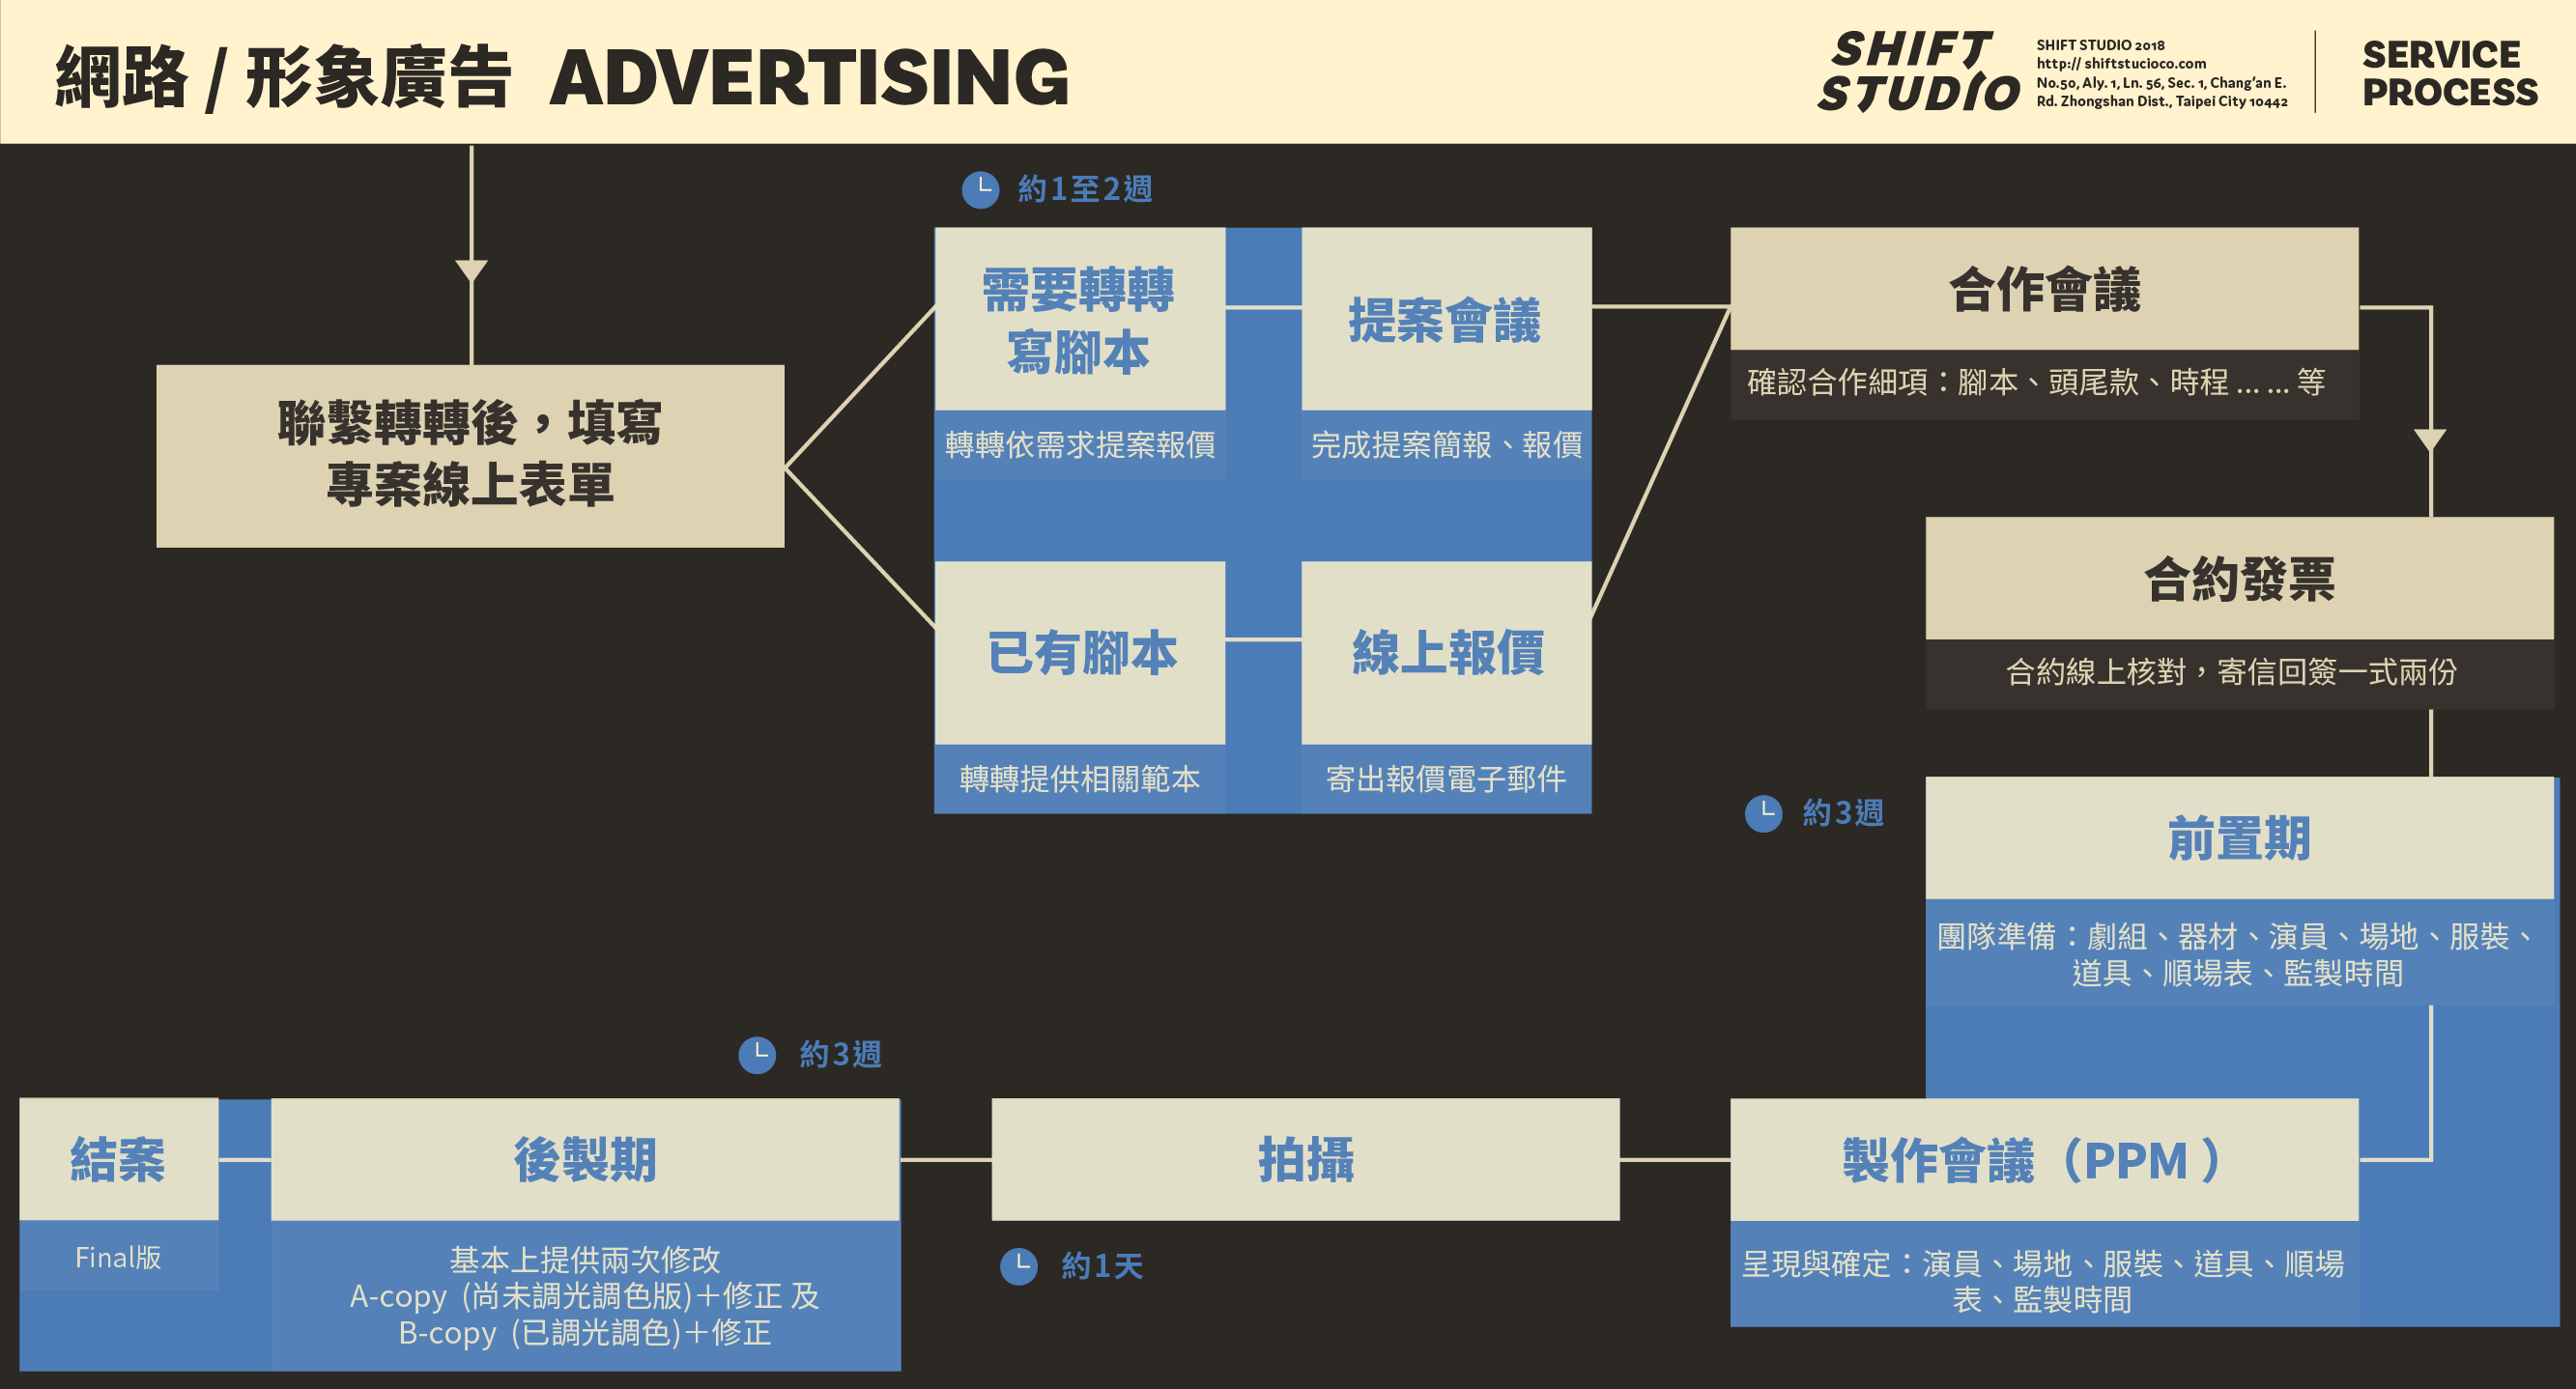 網路 / 形象廣告 ADVERTISING
SHIFT
STUDIO
SHIFT STUDIO 2018
http:// shiftstucioco.com
No.50, Aly. 1, Ln. 56, Sec. 1, Chang'an E.
Rd. Zhongshan Dist., Taipei City 10442
SERVICE
PROCESS
聯繫轉轉後，填寫
專案線上表單
約1至2週
需要轉轉
寫腳本
轉轉依需求提案報價
提案會議
完成提案簡報、報價
已有腳本
轉轉提供相關範本
線上報價
寄出報價電子郵件
合作會議
確認合作細項：腳本、頭尾款、時程 ... ... 等
合約發票
合約線上核對，寄信回簽一式兩份
約3週
前置期
團隊準備：劇組、器材、演員、場地、服裝、
道具、順場表、監製時間
製作會議（PPM ）
呈現與確定：演員、場地、服裝、道具、順場
表、監製時間
拍攝
約1天
約3週
後製期
基本上提供兩次修改
A-copy (尚未調光調色版)＋修正 及
B-copy (已調光調色)＋修正
結案
Final版